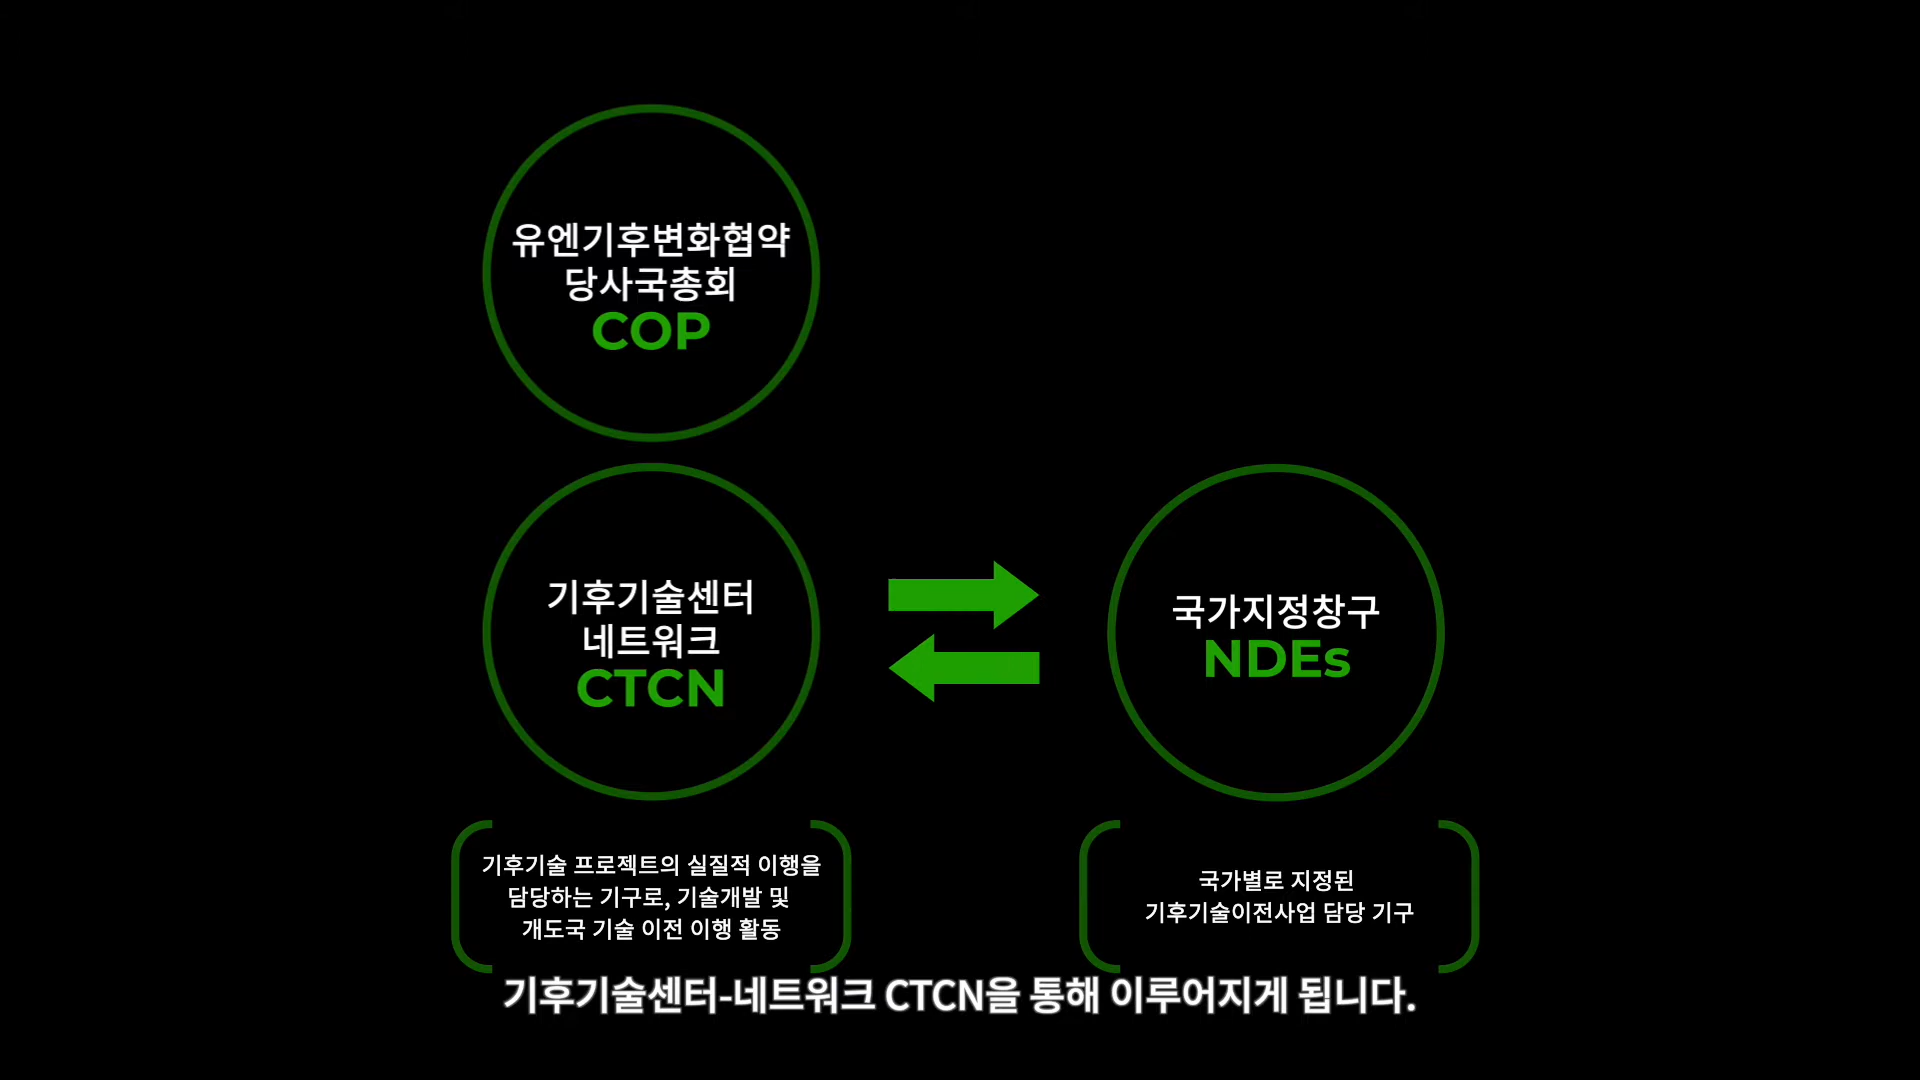 유엔기후변화협약
당사국총회
COP
기후기술센터
네트워크
CTCN
국가지정창구
NDEs
기후기술 프로젝트의 실질적 이행을
담당하는 기구로, 기술개발 및
개도국 기술 이전 이행 활동
국가별로 지정된
기후기술이전사업 담당 기구
기후기술센터-네트워크 CTCN을 통해 이루어지게 됩니다.